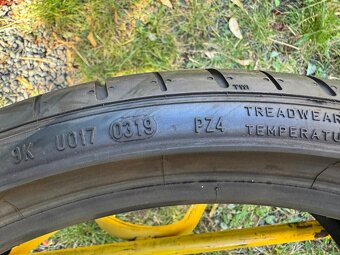 TWI
9K U017 0319 PZ4 TREADWEAR
TEMPERATU